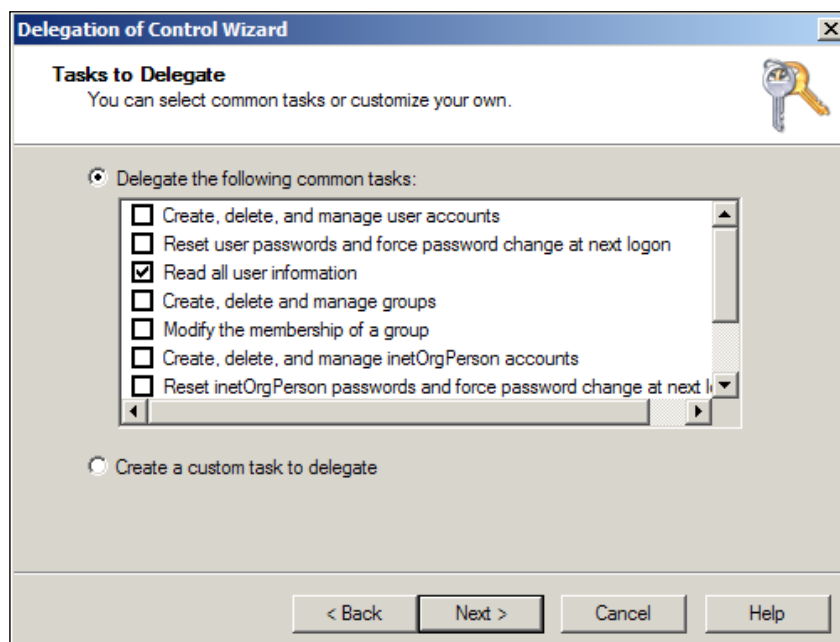 Delegation of Control Wizard
Tasks to Delegate
You can select common tasks or customize your own.
Delegate the following common tasks:
Create, delete, and manage user accounts
Reset user passwords and force password change at next logon
Read all user information
Create, delete and manage groups
Modify the membership of a group
Create, delete, and manage inetOrgPerson accounts
Reset inetOrgPerson passwords and force password change at next l
Create a custom task to delegate
< Back Next > Cancel Help